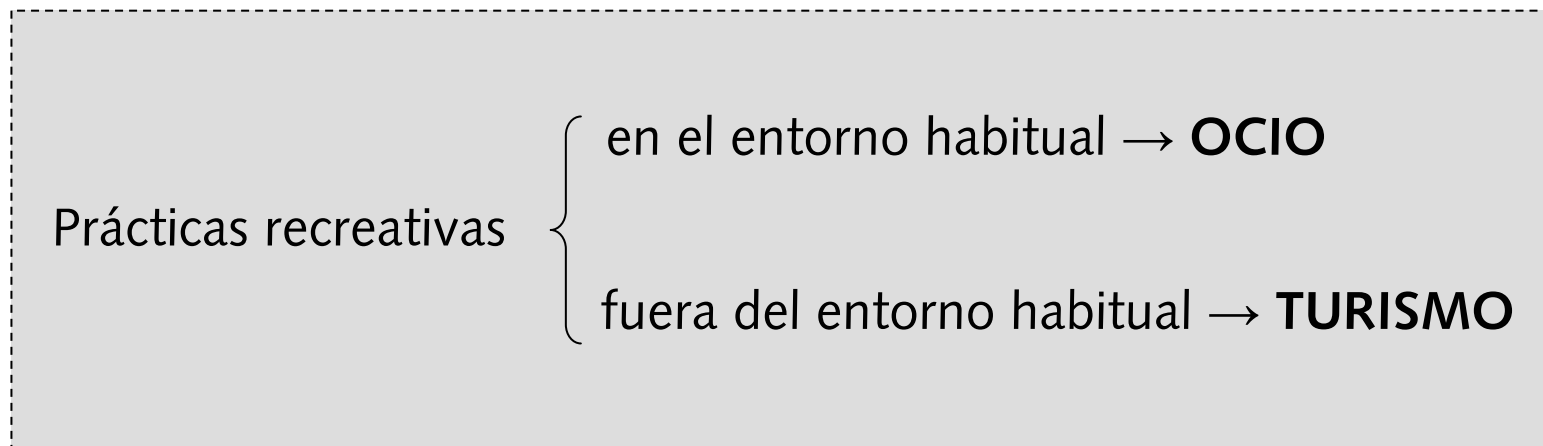 en el entorno habitual → OCIO
Prácticas recreativas
fuera del entorno habitual → TURISMO